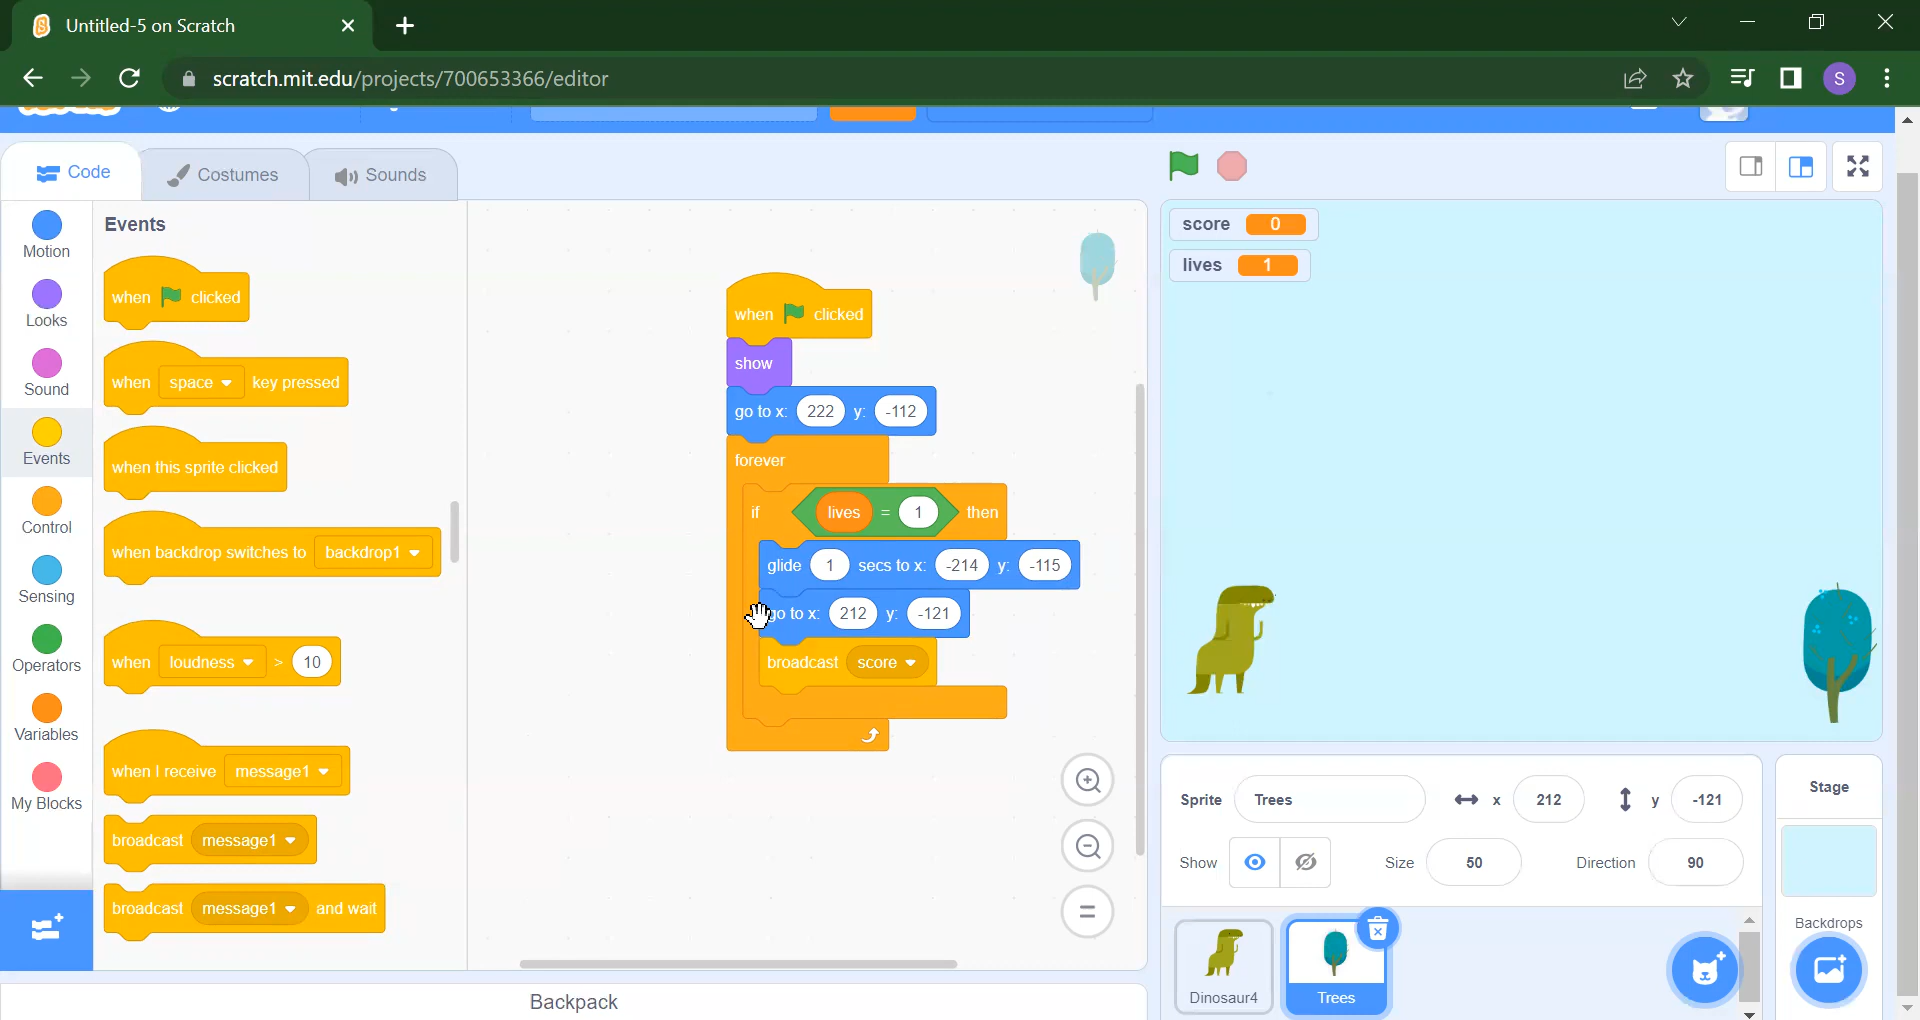 Untitled-5 on Scratch
scratch.mit.edu/projects/700653366/editor
S
Code
Costumes
Sounds
Motion
Looks
Sound
Events
Control
Sensing
Operators
Variables
My Blocks
Events
when clicked
when space key pressed
when this sprite clicked
when backdrop switches to backdrop1
when loudness > 10
when I receive message1
broadcast message1
broadcast message1 and wait
when clicked
show
go to x: 222 y: -112
forever
if lives = 1 then
glide 1 secs to x: -214 y: -115
go to x: 212 y: -121
broadcast score
Backpack
score 0
lives 1
Sprite Trees x 212 y -121
Show Size 50 Direction 90
Dinosaur4
Trees
Stage
Backdrops